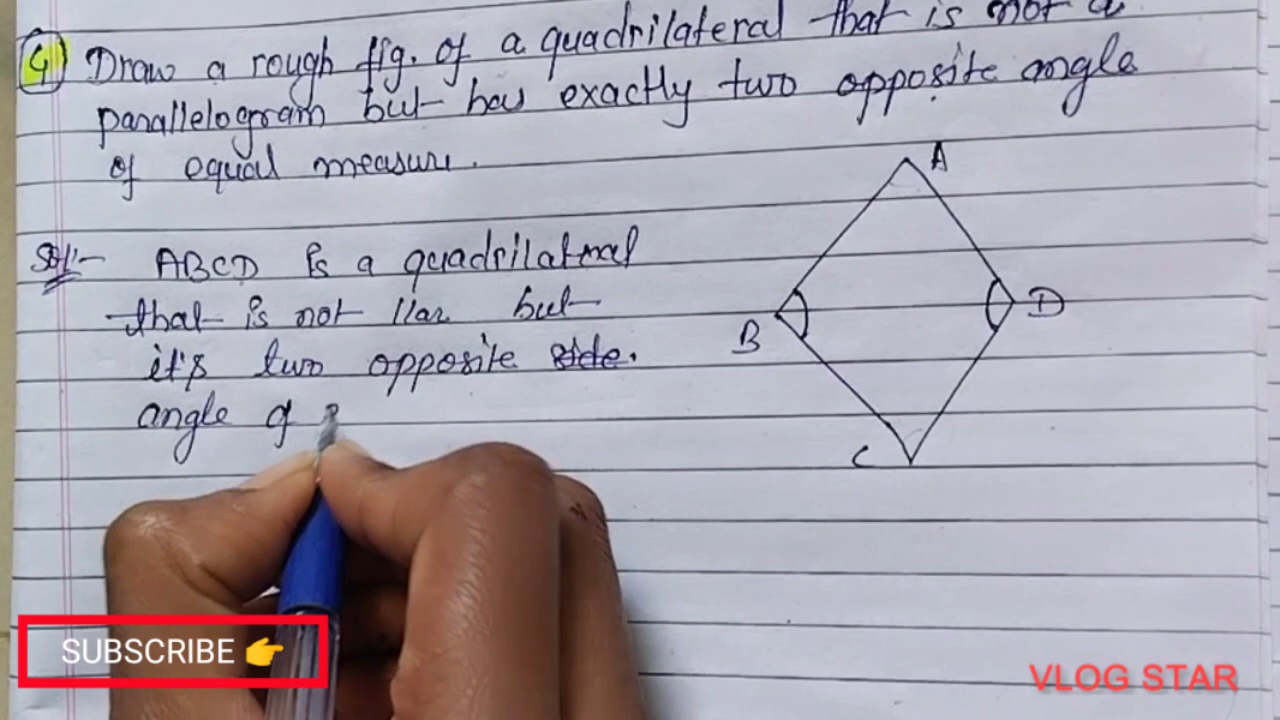 4) Draw a rough fig. of a quadrilateral that is not a
parallelogram but has exactly two opposite angle
of equal measure.
A
Sol:- ABCD is a quadrilateral
that is not llar but
D
B
it's two opposite side.
angle of
C
SUBSCRIBE 👉
VLOG STAR